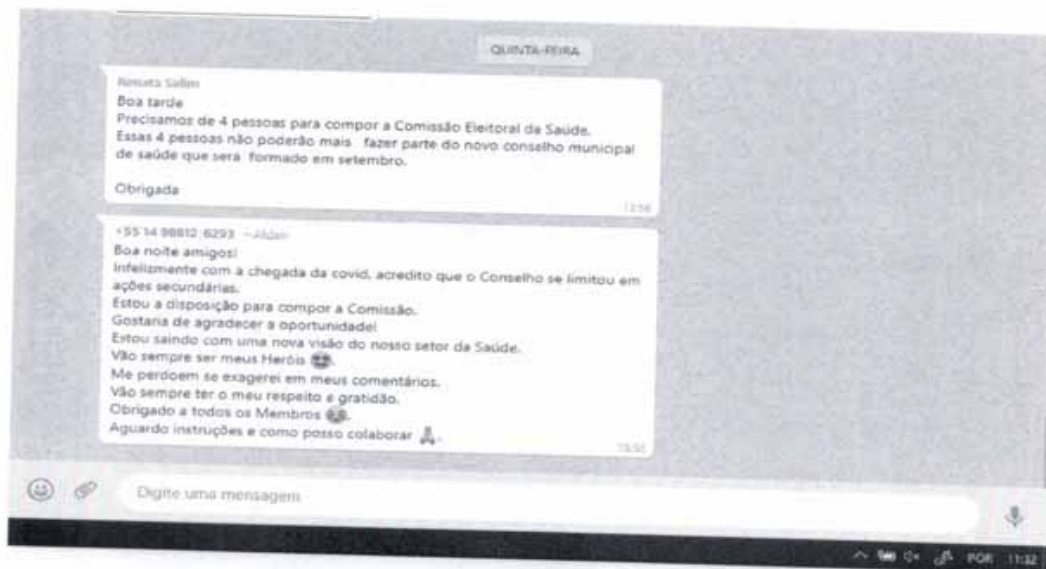 QUINTA-FEIRA
Renata
Boa tarde
Precisamos de 4 pessoas para compor a Comissão Eleitoral da Saúde.
Essas 4 pessoas não poderão mais fazer parte do novo conselho municipal
de saúde que será formado em setembro.
Obrigada
+55 14 98812-6293
Boa noite amigos!
Infelizmente com a chegada da covid, acredito que o Conselho se limitou em
ações secundárias.
Estou a disposição para compor a Comissão.
Gostaria de agradecer a oportunidade!
Estou saindo com uma nova visão do nosso setor da Saúde.
Vão sempre ser meus Heróis
Me perdoem se exagerei em meus comentários.
Vão sempre ter o meu respeito e gratidão.
Obrigado a todos os Membros
Aguardo instruções e como posso colaborar
Digite uma mensagem
POR 11:32